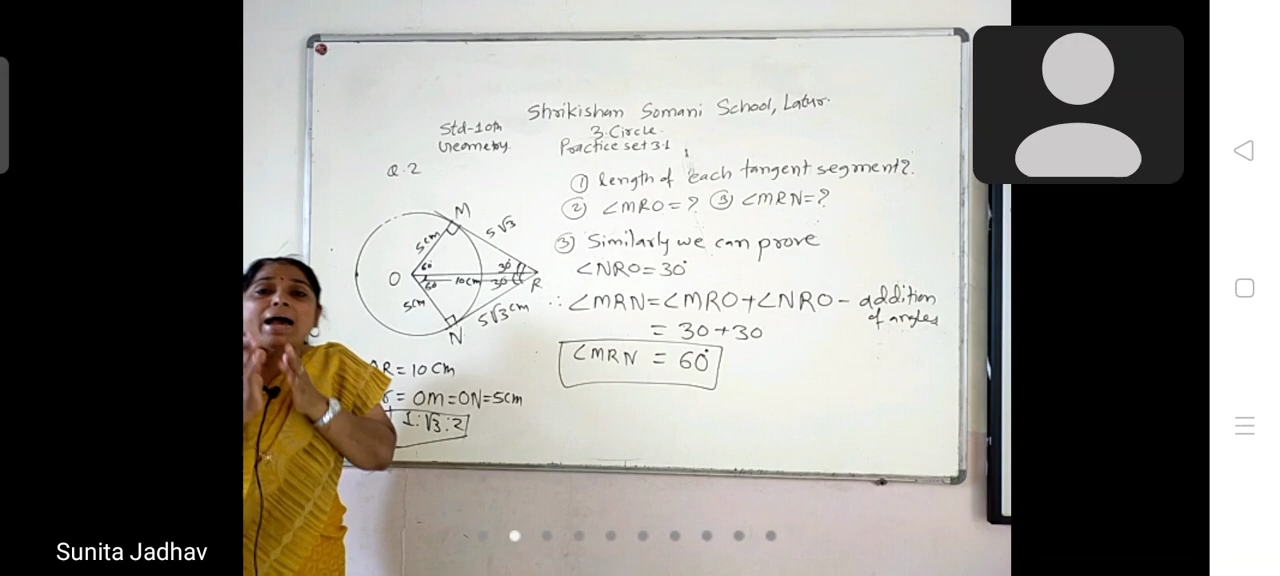 Shrikishan Somani School, Latur.
Std-10th
3. Circle.
Geometry.
Practice set 3.1
Q.2
① length of each tangent segment?
② ∠MRO = ? ③ ∠MRN = ?
③ Similarly we can prove
∠NRO = 30°
∴ ∠MRN = ∠MRO + ∠NRO - addition
of angles
= 30 + 30
∠MRN = 60°
M
5cm
5√3
O
60°
60
10cm
30°
30°
R
5cm
5√3 cm
N
R = 10 cm
= OM = ON = 5cm
1:√3:2
Sunita Jadhav